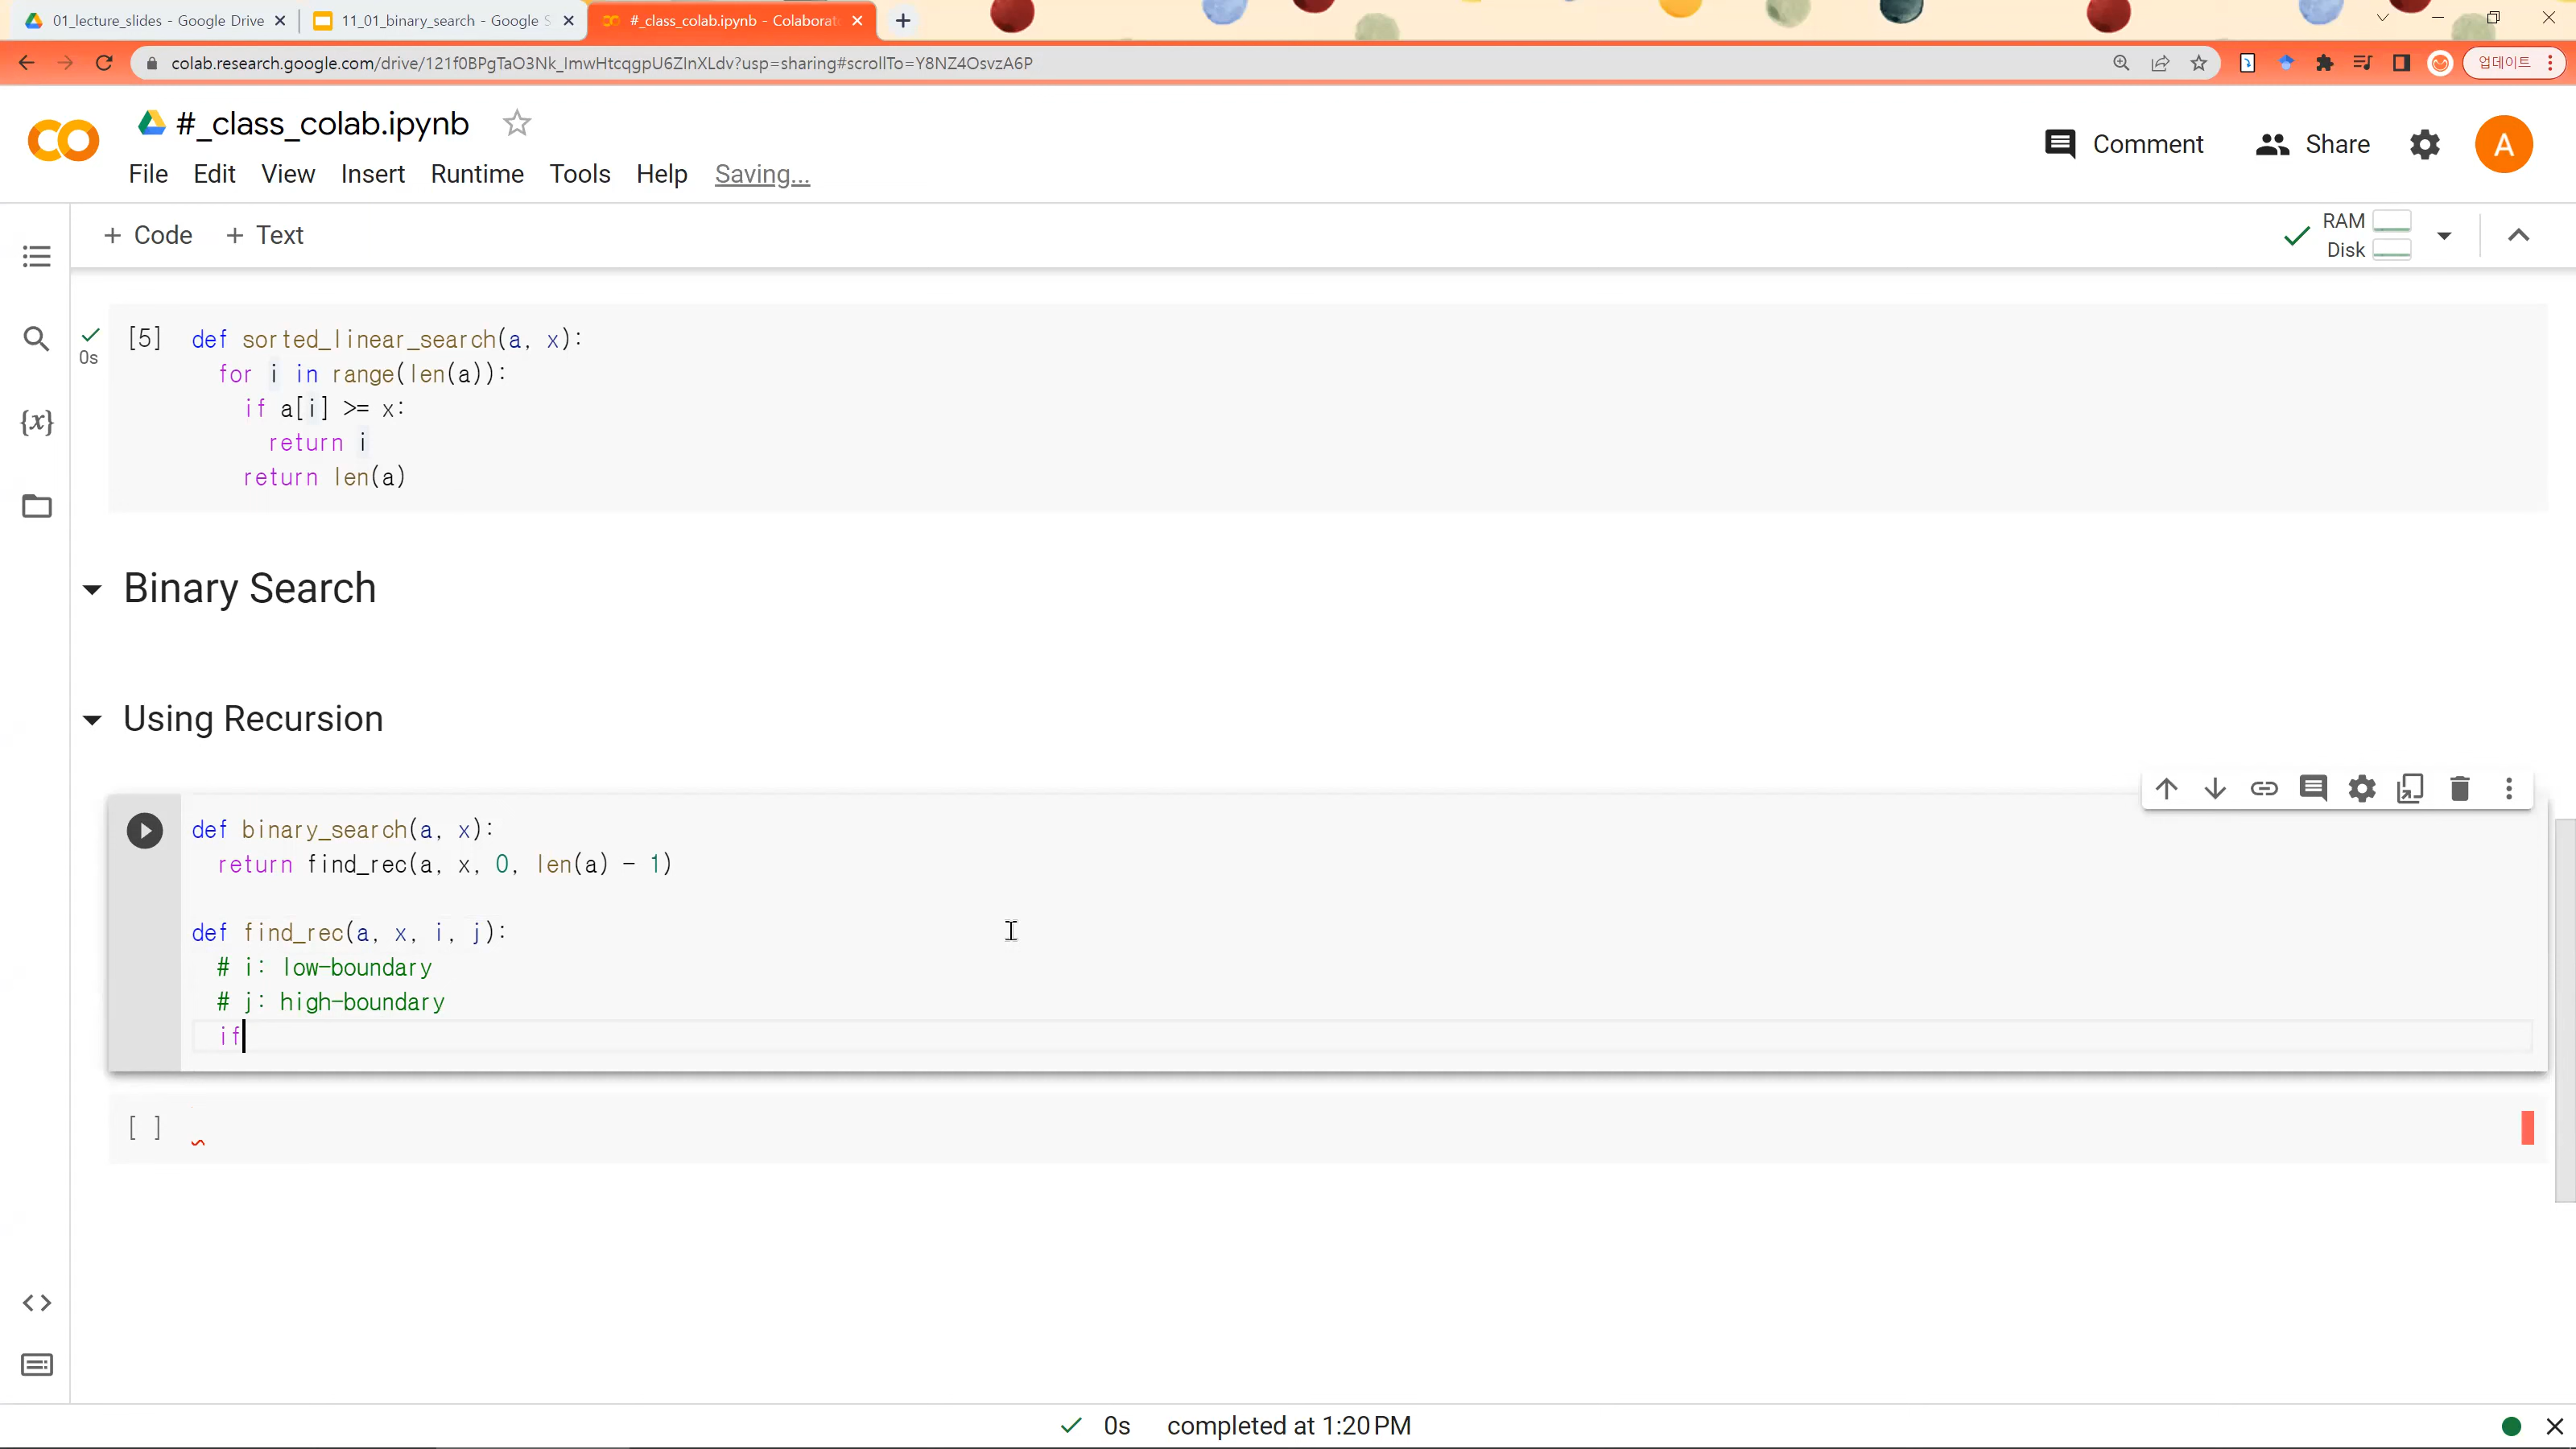 01_lecture_slides - Google Drive
11_01_binary_search - Google S
#_class_colab.ipynb - Colaborat
colab.research.google.com/drive/121f0BPgTaO3Nk_ImwHtcqgpU6ZInXLdv?usp=sharing#scrollTo=Y8NZ4OsvzA6P
업데이트
#_class_colab.ipynb
Comment
Share
A
File Edit View Insert Runtime Tools Help Saving...
+ Code + Text
RAM
Disk
0s
[5]
def sorted_linear_search(a, x):
  for i in range(len(a)):
    if a[i] >= x:
      return i
    return len(a)
Binary Search
Using Recursion
def binary_search(a, x):
  return find_rec(a, x, 0, len(a) - 1)
def find_rec(a, x, i, j):
  # i: low-boundary
  # j: high-boundary
  if
[ ]
0s completed at 1:20 PM